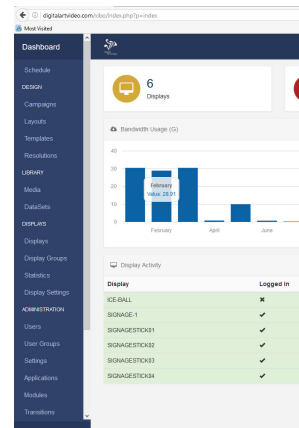 digitalartvideo.com/xibo/index.php?p=index
Most Visited
Dashboard
Schedule
DESIGN
Campaigns
Layouts
Templates
Resolutions
LIBRARY
Media
DataSets
DISPLAYS
Displays
Display Groups
Statistics
Display Settings
ADMINISTRATION
Users
User Groups
Settings
Applications
Modules
Transitions
6
Displays
Bandwidth Usage (G)
40
30
20
10
0
February
Value: 28.91
February
April
June
Display Activity
Display
Logged In
ICE-BALL
SIGNAGE-1
SIGNAGESTICK01
SIGNAGESTICK02
SIGNAGESTICK03
SIGNAGESTICK04